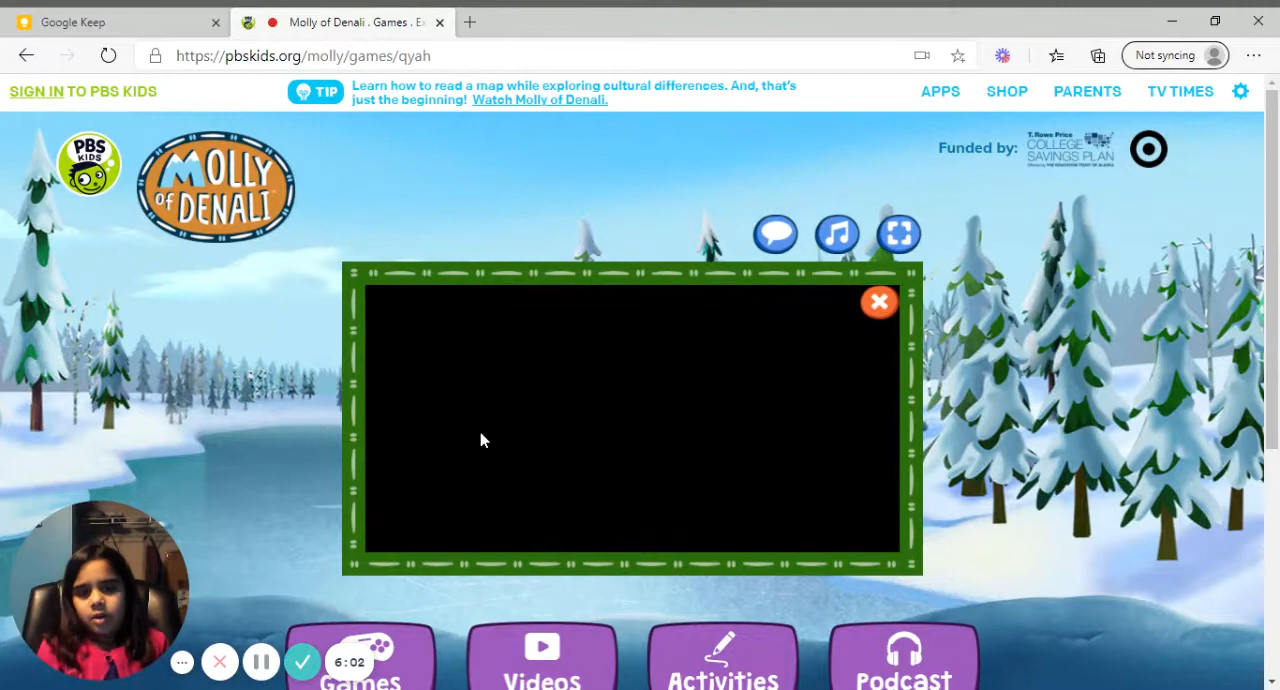 Google Keep
Molly of Denali . Games . E
Not syncing
https://pbskids.org/molly/games/qyah
SIGN IN TO PBS KIDS
TIP
Learn how to read a map while exploring cultural differences. And, that's
just the beginning! Watch Molly of Denali.
APPS
SHOP
PARENTS
TV TIMES
PBS
KIDS
MOLLY
OF DENALI
Funded by:
T. Rowe Price
COLLEGE
SAVINGS PLAN
6:02
Games
Videos
Activities
Podcast